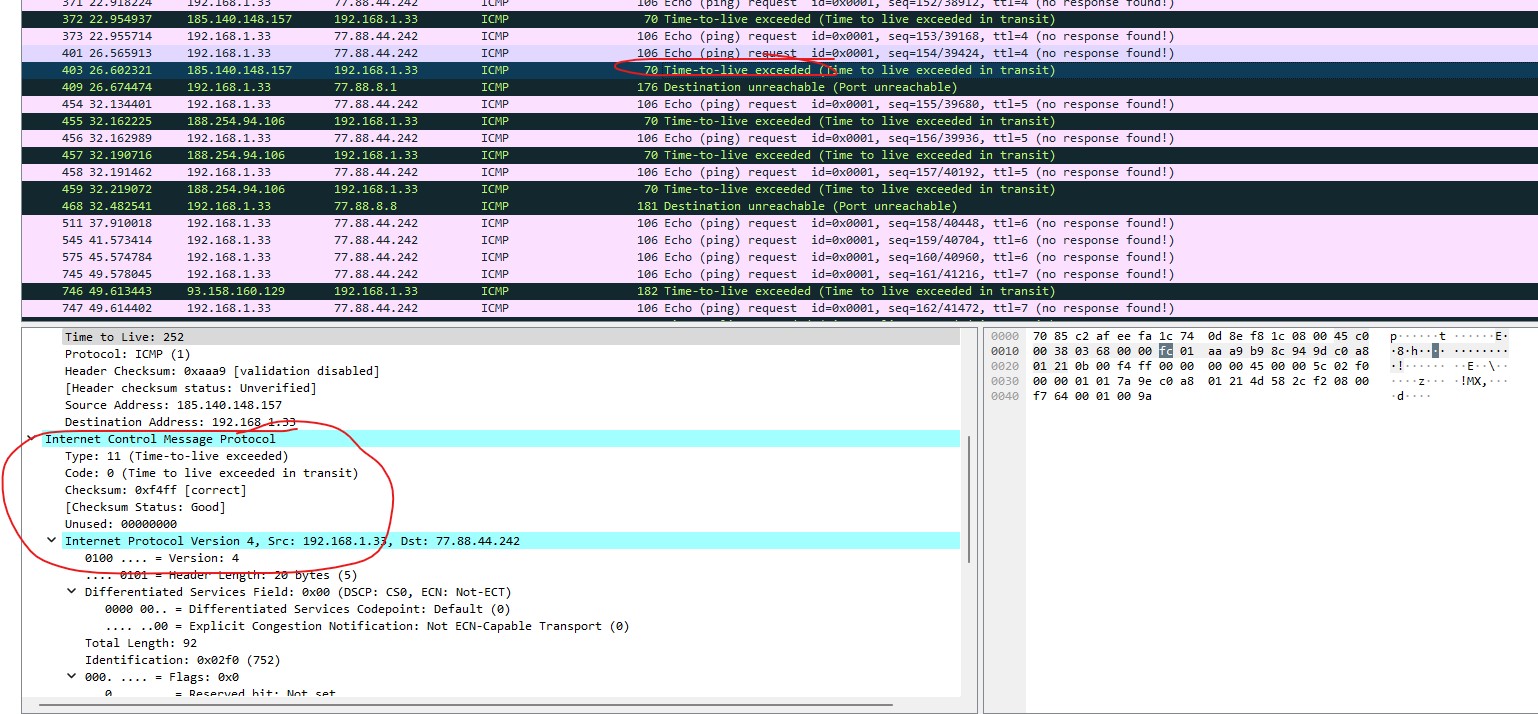 371 22.918224 192.168.1.33 77.88.44.242 ICMP 106 Echo (ping) request id=0x0001, seq=152/38912, ttl=4 (no response found!)
372 22.954937 185.140.148.157 192.168.1.33 ICMP 70 Time-to-live exceeded (Time to live exceeded in transit)
373 22.955714 192.168.1.33 77.88.44.242 ICMP 106 Echo (ping) request id=0x0001, seq=153/39168, ttl=4 (no response found!)
401 26.565913 192.168.1.33 77.88.44.242 ICMP 106 Echo (ping) request id=0x0001, seq=154/39424, ttl=4 (no response found!)
403 26.602321 185.140.148.157 192.168.1.33 ICMP 70 Time-to-live exceeded (Time to live exceeded in transit)
409 26.674474 192.168.1.33 77.88.8.1 ICMP 176 Destination unreachable (Port unreachable)
454 32.134401 192.168.1.33 77.88.44.242 ICMP 106 Echo (ping) request id=0x0001, seq=155/39680, ttl=5 (no response found!)
455 32.162225 188.254.94.106 192.168.1.33 ICMP 70 Time-to-live exceeded (Time to live exceeded in transit)
456 32.162989 192.168.1.33 77.88.44.242 ICMP 106 Echo (ping) request id=0x0001, seq=156/39936, ttl=5 (no response found!)
457 32.190716 188.254.94.106 192.168.1.33 ICMP 70 Time-to-live exceeded (Time to live exceeded in transit)
458 32.191462 192.168.1.33 77.88.44.242 ICMP 106 Echo (ping) request id=0x0001, seq=157/40192, ttl=5 (no response found!)
459 32.219072 188.254.94.106 192.168.1.33 ICMP 70 Time-to-live exceeded (Time to live exceeded in transit)
468 32.482541 192.168.1.33 77.88.8.8 ICMP 181 Destination unreachable (Port unreachable)
511 37.910018 192.168.1.33 77.88.44.242 ICMP 106 Echo (ping) request id=0x0001, seq=158/40448, ttl=6 (no response found!)
545 41.573414 192.168.1.33 77.88.44.242 ICMP 106 Echo (ping) request id=0x0001, seq=159/40704, ttl=6 (no response found!)
575 45.574784 192.168.1.33 77.88.44.242 ICMP 106 Echo (ping) request id=0x0001, seq=160/40960, ttl=6 (no response found!)
745 49.578045 192.168.1.33 77.88.44.242 ICMP 106 Echo (ping) request id=0x0001, seq=161/41216, ttl=7 (no response found!)
746 49.613443 93.158.160.129 192.168.1.33 ICMP 182 Time-to-live exceeded (Time to live exceeded in transit)
747 49.614402 192.168.1.33 77.88.44.242 ICMP 106 Echo (ping) request id=0x0001, seq=162/41472, ttl=7 (no response found!)
Time to Live: 252
Protocol: ICMP (1)
Header Checksum: 0xaaa9 [validation disabled]
[Header checksum status: Unverified]
Source Address: 185.140.148.157
Destination Address: 192.168.1.33
Internet Control Message Protocol
Type: 11 (Time-to-live exceeded)
Code: 0 (Time to live exceeded in transit)
Checksum: 0xf4ff [correct]
[Checksum Status: Good]
Unused: 00000000
Internet Protocol Version 4, Src: 192.168.1.33, Dst: 77.88.44.242
0100 .... = Version: 4
.... 0101 = Header Length: 20 bytes (5)
Differentiated Services Field: 0x00 (DSCP: CS0, ECN: Not-ECT)
0000 00.. = Differentiated Services Codepoint: Default (0)
.... ..00 = Explicit Congestion Notification: Not ECN-Capable Transport (0)
Total Length: 92
Identification: 0x02f0 (752)
000. .... = Flags: 0x0
0... .... = Reserved bit: Not set
0000 70 85 c2 af ee fa 1c 74 0d 8e f8 1c 08 00 45 c0 p······t ······E·
0010 00 38 03 68 00 00 fc 01 aa a9 b9 8c 94 9d c0 a8 ·8·h···· ········
0020 01 21 0b 00 f4 ff 00 00 00 00 45 00 00 5c 02 f0 ·!······ ··E··\··
0030 00 00 01 01 7a 9e c0 a8 01 21 4d 58 2c f2 08 00 ····z··· ·!MX,···
0040 f7 64 00 01 00 9a ·d····